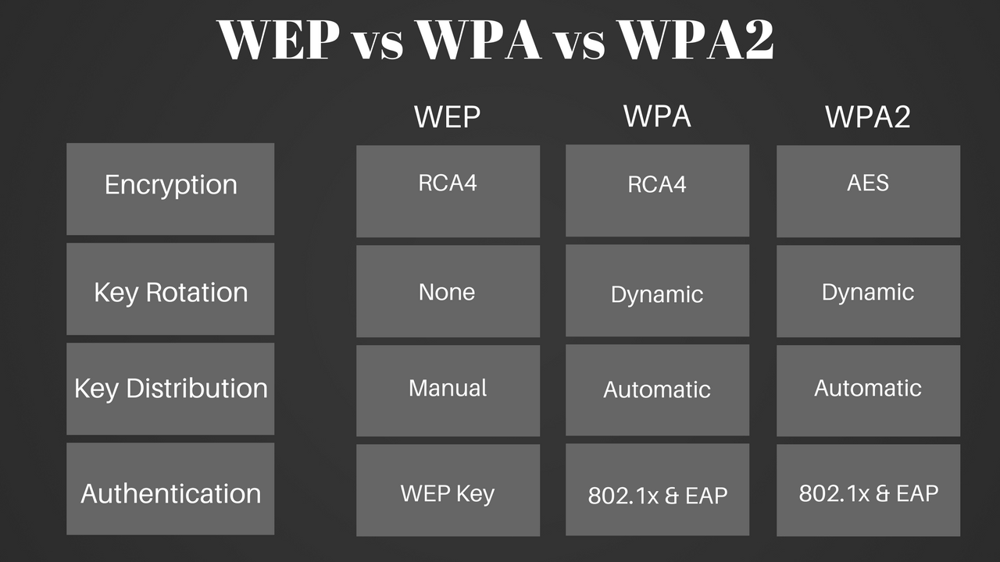 WEP vs WPA vs WPA2
WEP WPA WPA2
Encryption RCA4 RCA4 AES
Key Rotation None Dynamic Dynamic
Key Distribution Manual Automatic Automatic
Authentication WEP Key 802.1x & EAP 802.1x & EAP